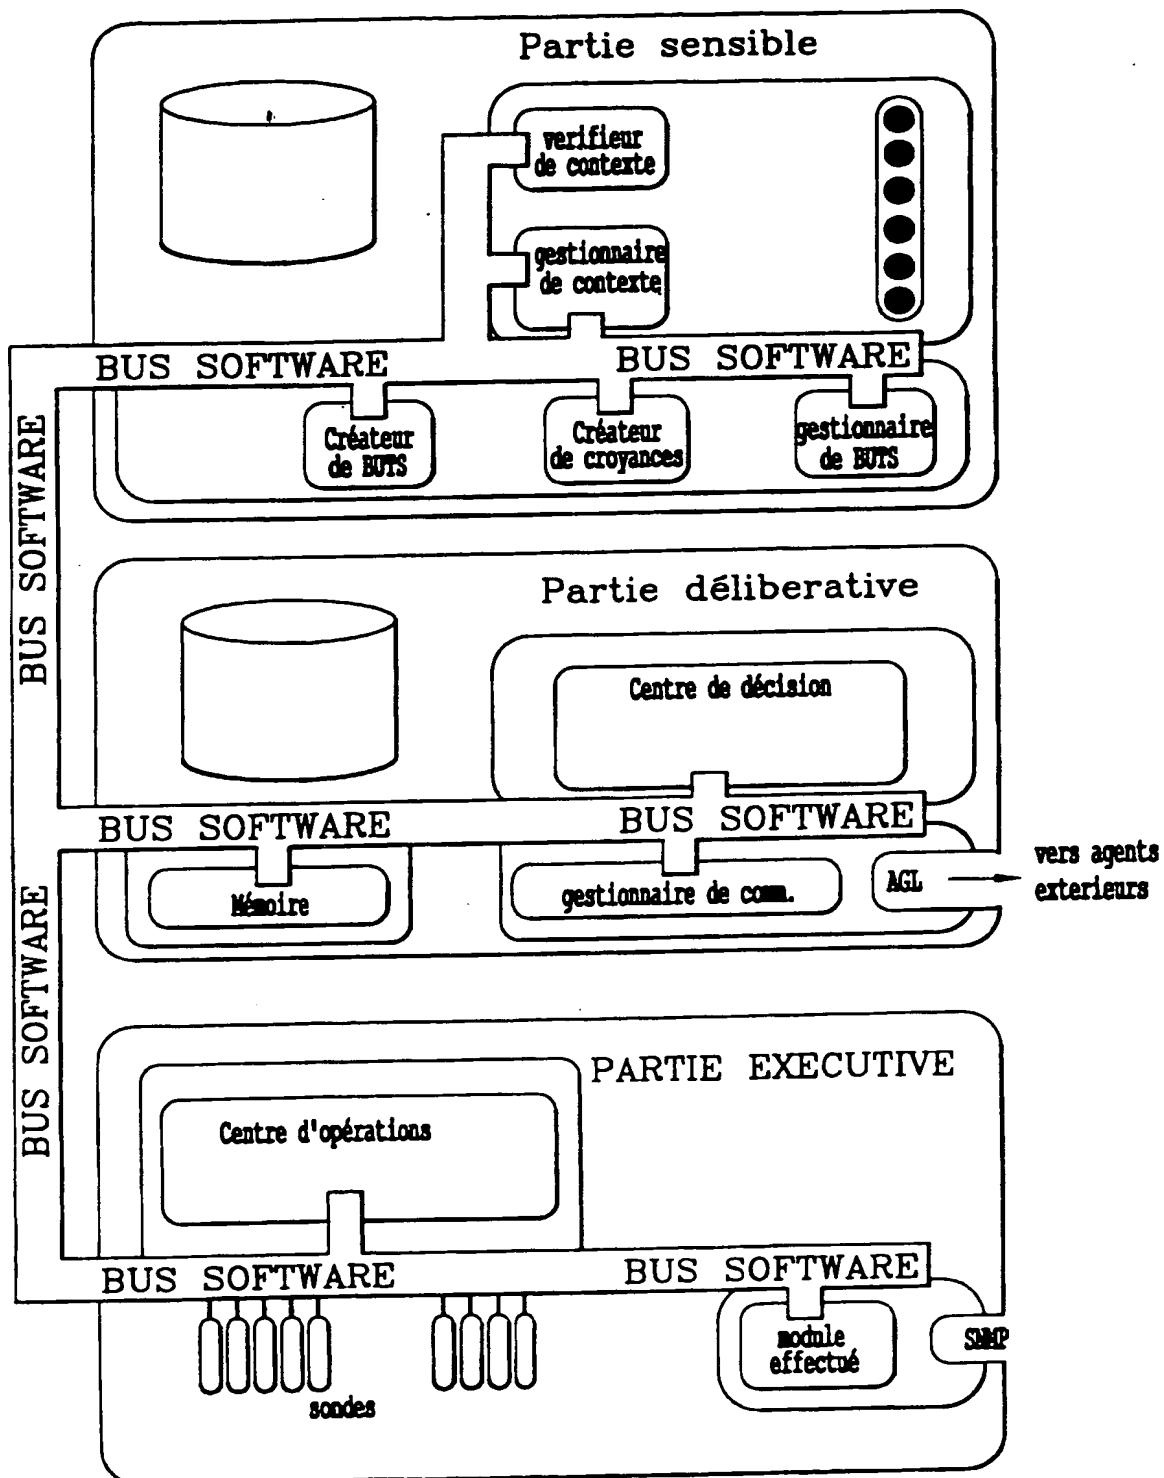 Partie sensible
verifieur
de contexte
gestionnaire
de contexte
BUS SOFTWARE
BUS SOFTWARE
Créateur
de BUTS
Créateur
de croyances
gestionnaire
de BUTS
BUS SOFTWARE
Partie déliberative
Centre de décision
BUS SOFTWARE
BUS SOFTWARE
Mémoire
gestionnaire de comm.
AGL
vers agents
exterieurs
BUS SOFTWARE
PARTIE EXECUTIVE
Centre d'opérations
BUS SOFTWARE
BUS SOFTWARE
module
effectué
SNMP
sondes